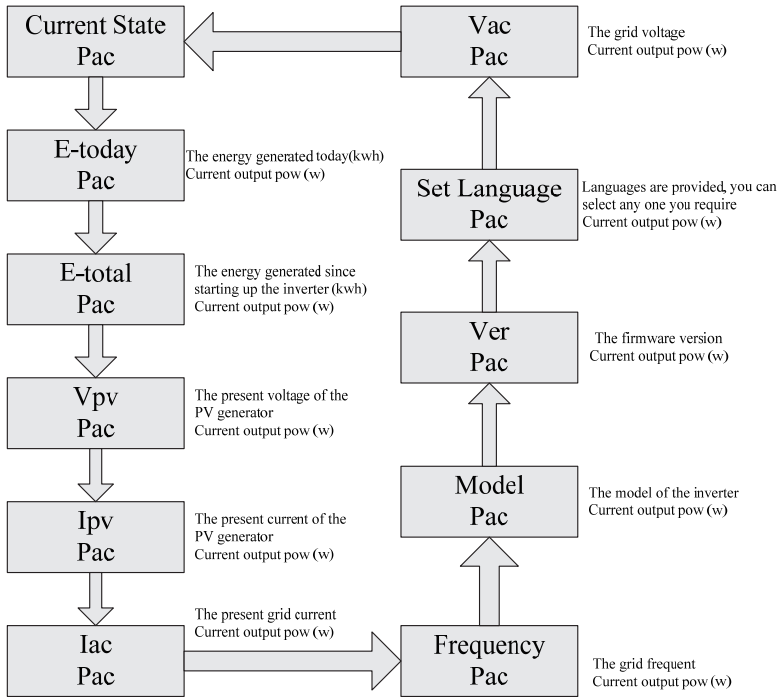 Current State
Pac
E-today
Pac
The energy generated today(kwh)
Current output pow (w)
E-total
Pac
The energy generated since
starting up the inverter (kwh)
Current output pow (w)
Vpv
Pac
The present voltage of the
PV generator
Current output pow (w)
Ipv
Pac
The present current of the
PV generator
Current output pow (w)
Iac
Pac
The present grid current
Current output pow (w)
Frequency
Pac
The grid frequent
Current output pow (w)
Model
Pac
The model of the inverter
Current output pow (w)
Ver
Pac
The firmware version
Current output pow (w)
Set Language
Pac
Languages are provided, you can
select any one you require
Current output pow (w)
Vac
Pac
The grid voltage
Current output pow (w)